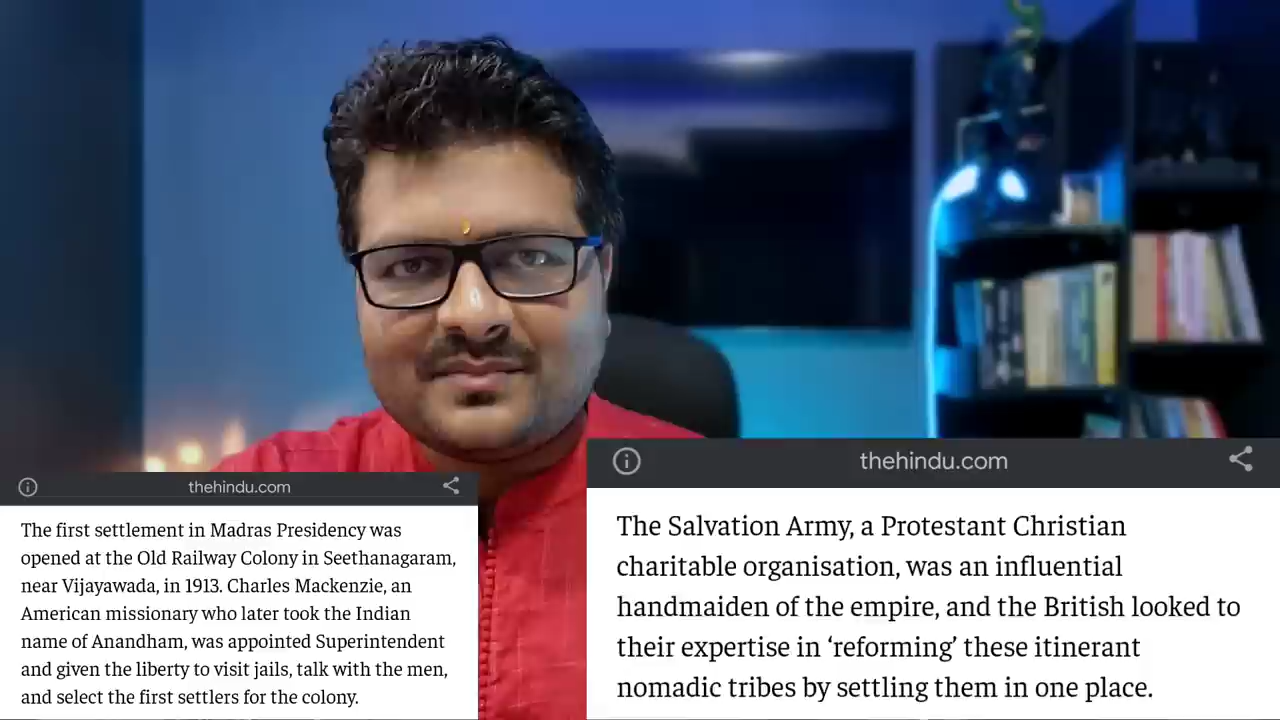 thehindu.com
The first settlement in Madras Presidency was
opened at the Old Railway Colony in Seethanagaram,
near Vijayawada, in 1913. Charles Mackenzie, an
American missionary who later took the Indian
name of Anandham, was appointed Superintendent
and given the liberty to visit jails, talk with the men,
and select the first settlers for the colony.
thehindu.com
The Salvation Army, a Protestant Christian
charitable organisation, was an influential
handmaiden of the empire, and the British looked to
their expertise in ‘reforming’ these itinerant
nomadic tribes by settling them in one place.